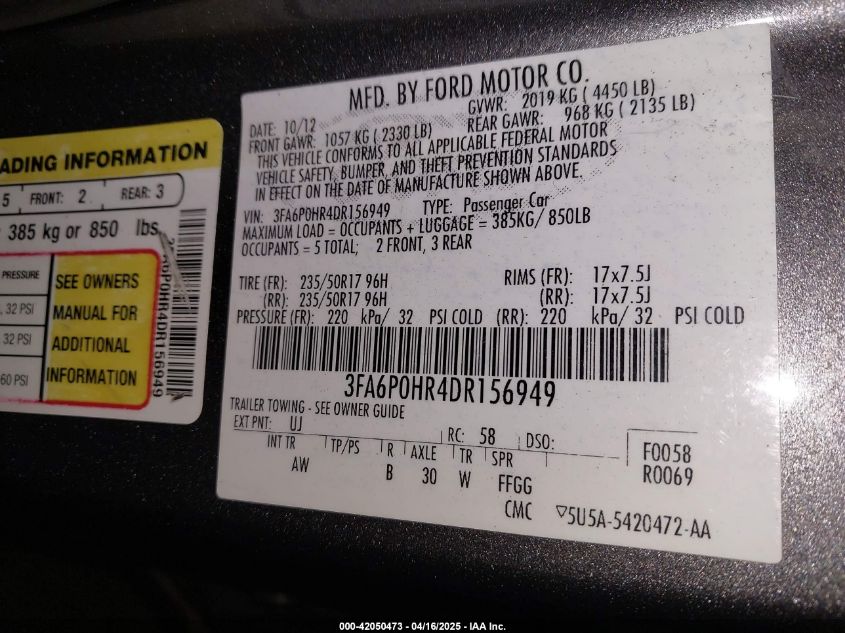 MFD. BY FORD MOTOR CO.
DATE: 10/12 GVWR: 2019 KG ( 4450 LB)
FRONT GAWR: 1057 KG ( 2330 LB) REAR GAWR: 968 KG ( 2135 LB)
THIS VEHICLE CONFORMS TO ALL APPLICABLE FEDERAL MOTOR
VEHICLE SAFETY, BUMPER, AND THEFT PREVENTION STANDARDS
IN EFFECT ON THE DATE OF MANUFACTURE SHOWN ABOVE.
VIN: 3FA6P0HR4DR156949 TYPE: Passenger Car
MAXIMUM LOAD = OCCUPANTS + LUGGAGE = 385KG/ 850LB
OCCUPANTS = 5 TOTAL; 2 FRONT, 3 REAR
TIRE (FR): 235/50R17 96H RIMS (FR): 17x7.5J
(RR): 235/50R17 96H (RR): 17x7.5J
PRESSURE (FR): 220 kPa/ 32 PSI COLD (RR): 220 kPa/ 32 PSI COLD
3FA6P0HR4DR156949
TRAILER TOWING - SEE OWNER GUIDE
EXT PNT: UJ RC: 58 DSO:
INT TR TP/PS R AXLE TR SPR
AW B 30 W FFGG
F0058
R0069
CMC ▽5U5A-5420472-AA
ADING INFORMATION
5 FRONT: 2 REAR: 3
385 kg or 850 lbs.
PRESSURE
32 PSI
32 PSI
60 PSI
SEE OWNERS
MANUAL FOR
ADDITIONAL
INFORMATION
3FA6P0HR4DR156949
000-42050473 - 04/16/2025 - IAA Inc.